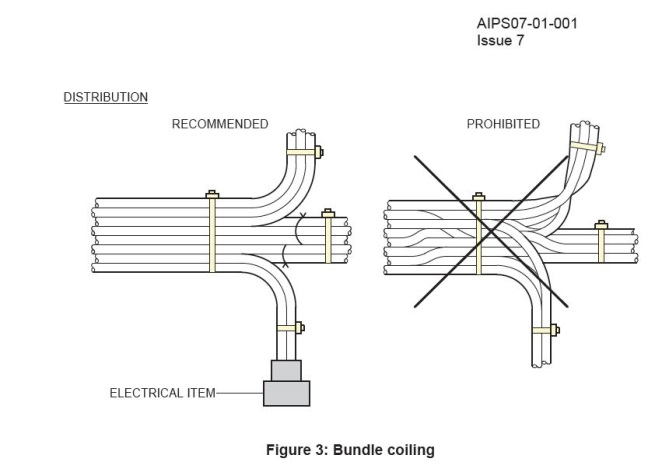 AIPS07-01-001
Issue 7
DISTRIBUTION
RECOMMENDED
PROHIBITED
ELECTRICAL ITEM
Figure 3: Bundle coiling